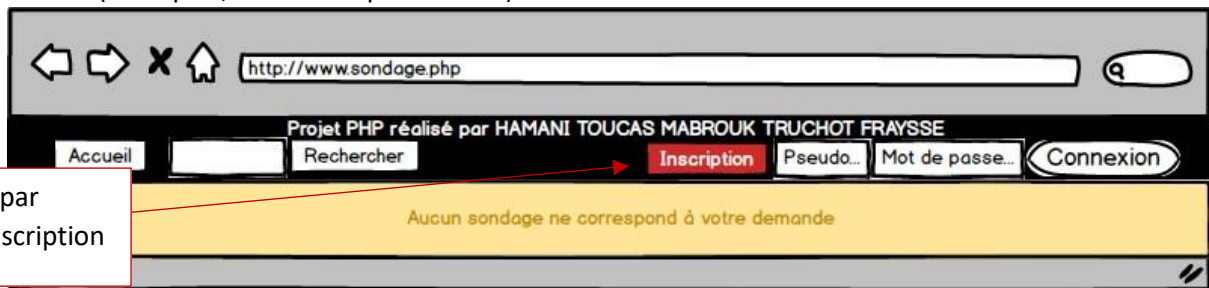 http://www.sondage.php
Projet PHP réalisé par HAMANI TOUCAS MABROUK TRUCHOT FRAYSSE
Accueil Rechercher Inscription Pseudo... Mot de passe... Connexion
par
scription
Aucun sondage ne correspond à votre demande